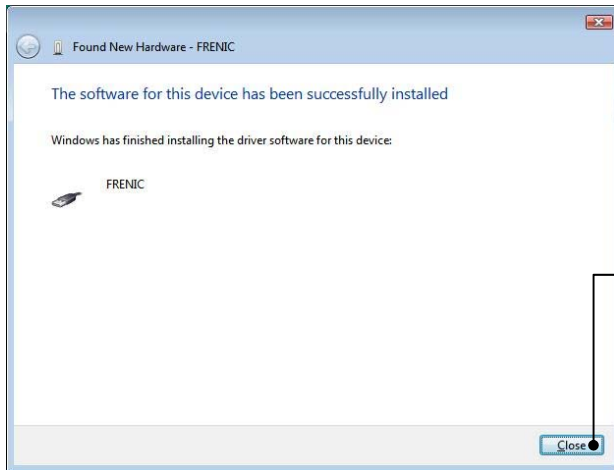 Found New Hardware - FRENIC
The software for this device has been successfully installed
Windows has finished installing the driver software for this device:
FRENIC
Close